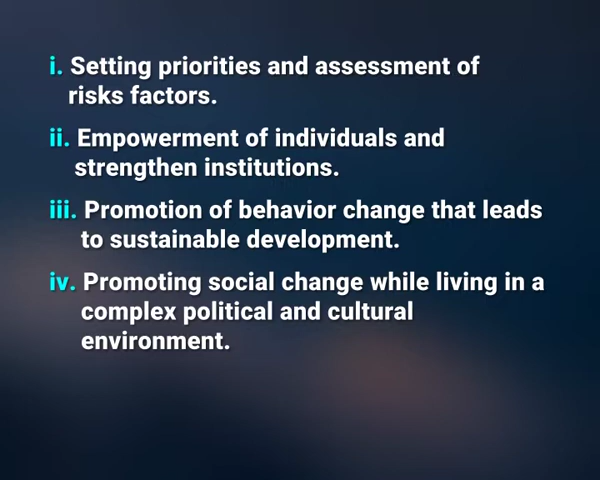 i. Setting priorities and assessment of
risks factors.
ii. Empowerment of individuals and
strengthen institutions.
iii. Promotion of behavior change that leads
to sustainable development.
iv. Promoting social change while living in a
complex political and cultural
environment.